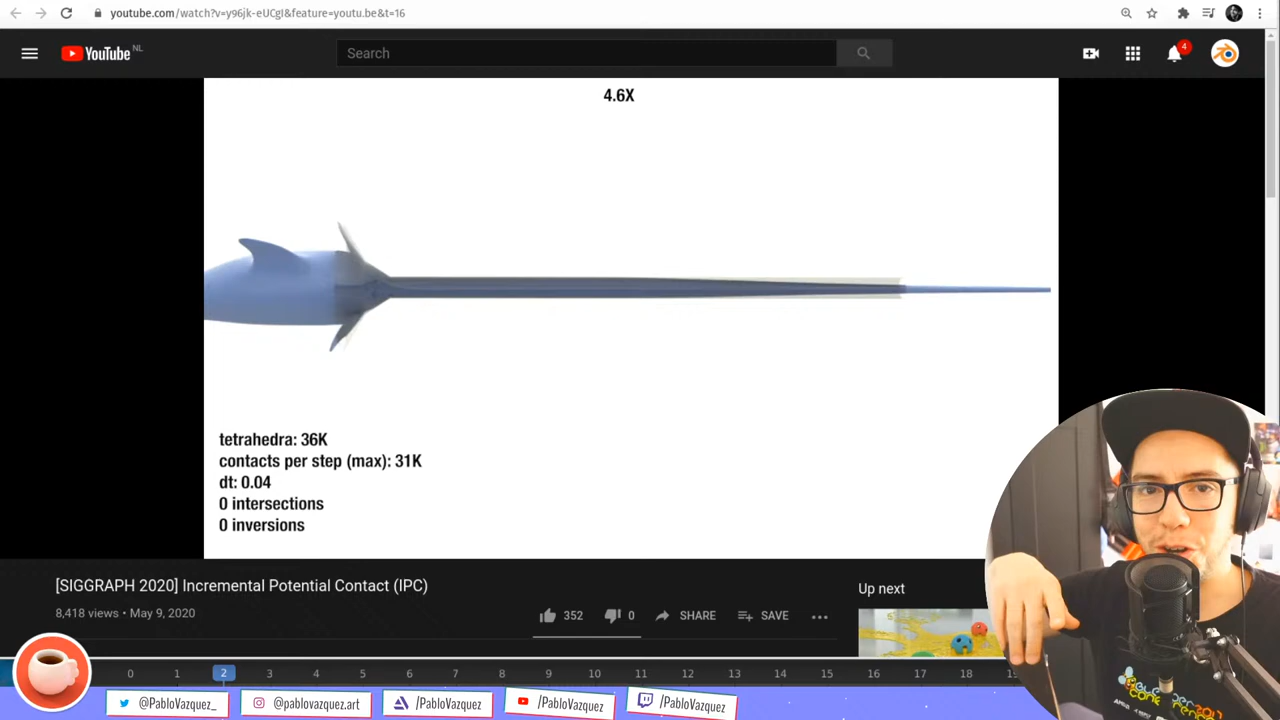 youtube.com/watch?v=y96jk-eUCgI&feature=youtu.be&t=16
YouTube NL
Search
4
4.6X
tetrahedra: 36K
contacts per step (max): 31K
dt: 0.04
0 intersections
0 inversions
[SIGGRAPH 2020] Incremental Potential Contact (IPC)
8,418 views • May 9, 2020
352
0
SHARE
SAVE
Up next
0 1 2 3 4 5 6 7 8 9 10 11 12 13 14 15 16 17 18
@PabloVazquez_
@pablovazquez.art
/PabloVazquez
/PabloVazquez
/PabloVazquez